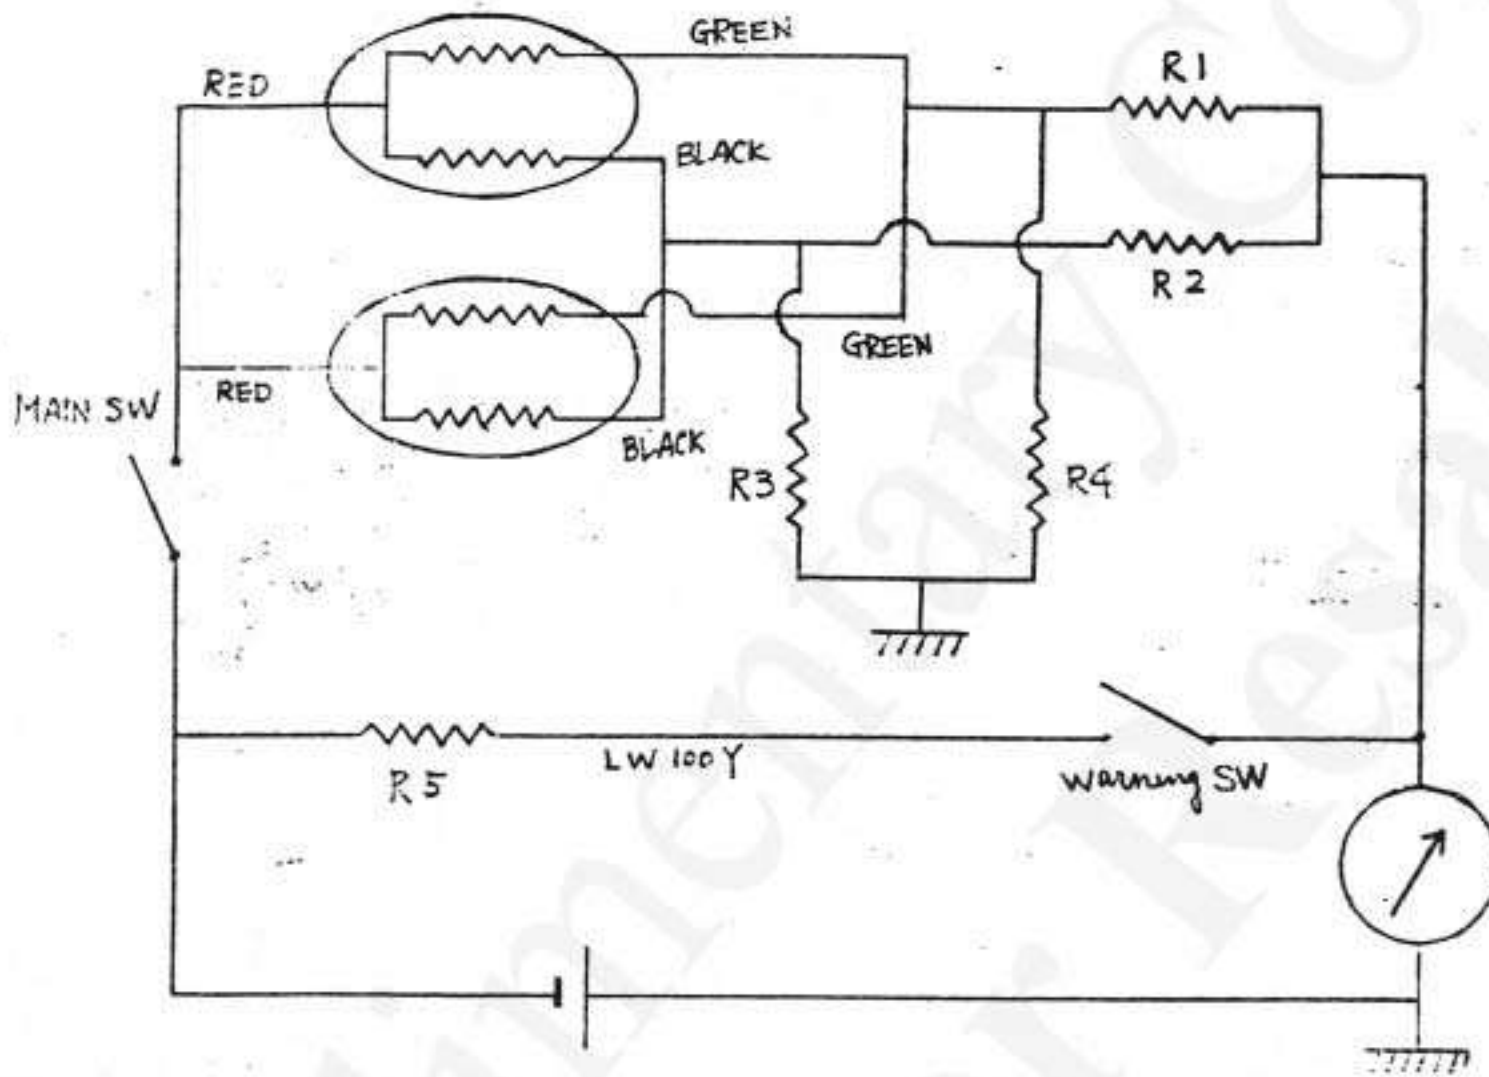 GREEN
R1
RED
BLACK
R2
GREEN
RED
MAIN SW
BLACK
R3
R4
LW 100Y
R5
Warning SW